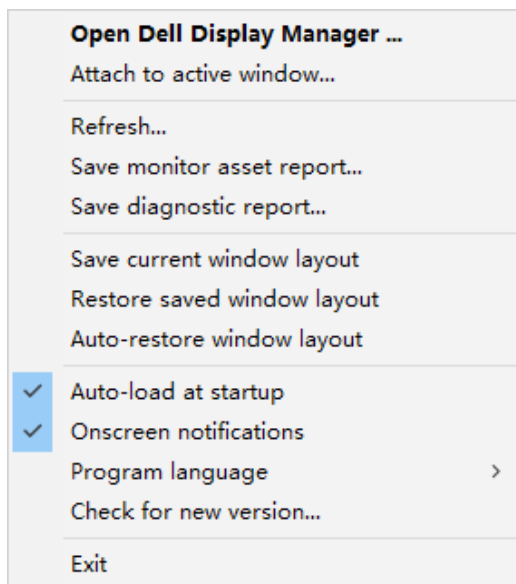 Open Dell Display Manager ...
Attach to active window...
Refresh...
Save monitor asset report...
Save diagnostic report...
Save current window layout
Restore saved window layout
Auto-restore window layout
Auto-load at startup
Onscreen notifications
Program language
Check for new version...
Exit